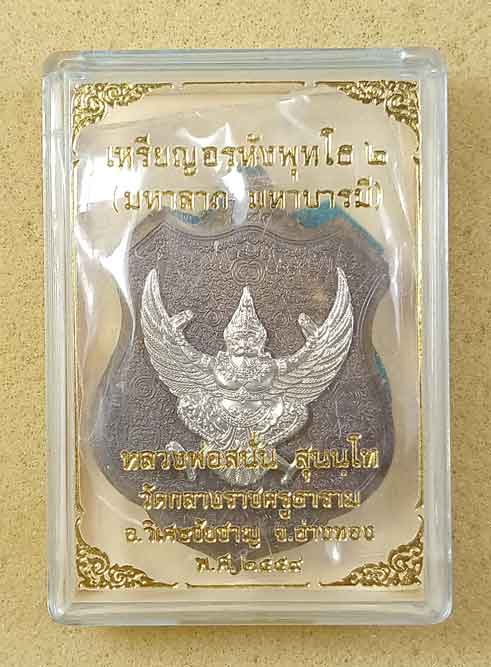 เหรียญอรหังพุทโธ ๒
(มหาลาภ มหาบารมี)
หลวงพ่อสนั่น สุนนฺโท
วัดกลางราชครูธาราม
อ.วิเศษชัยชาญ จ.อ่างทอง
พ.ศ.๒๕๕๙